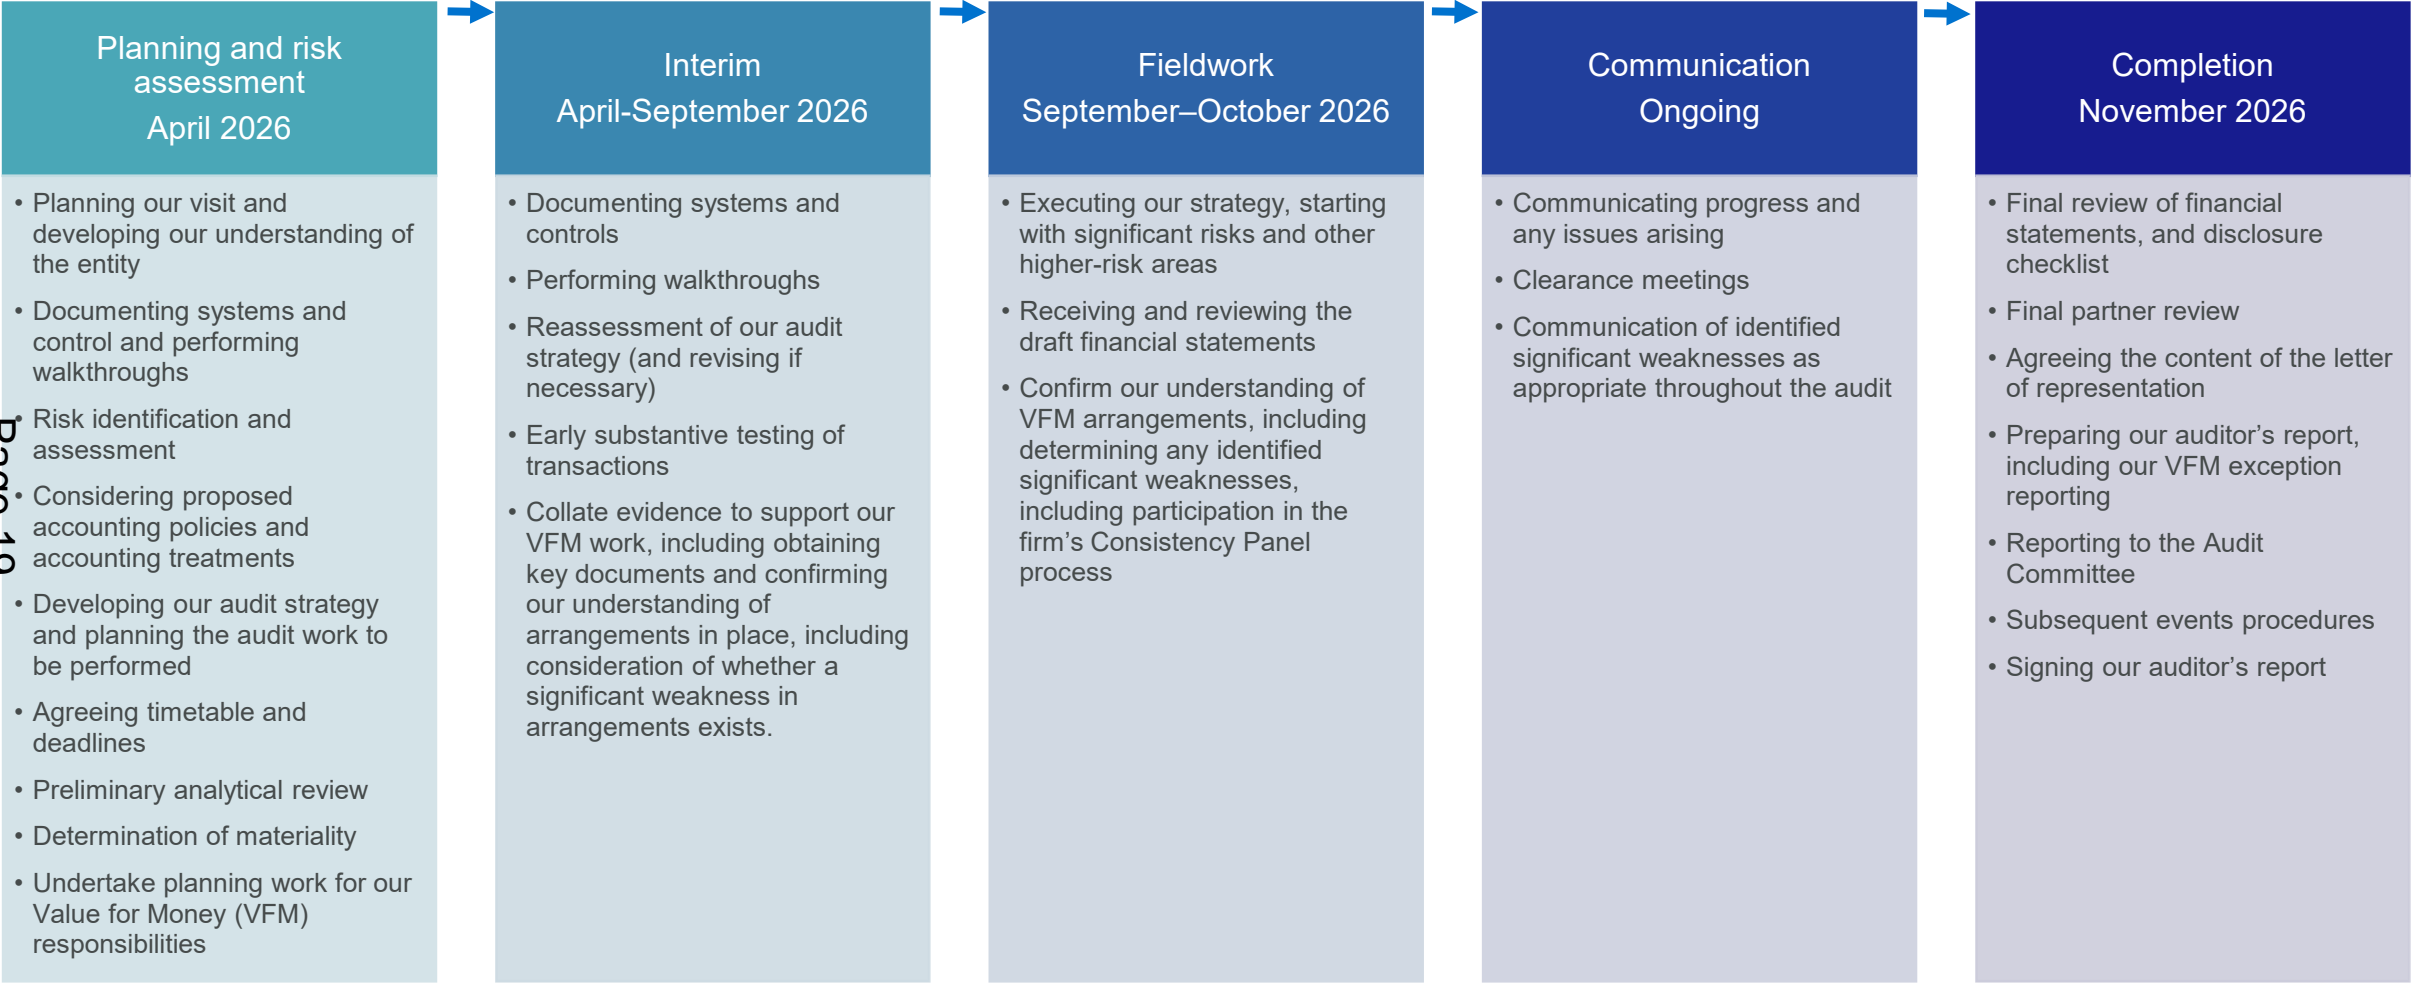 Planning and risk
assessment
April 2026
• Planning our visit and
developing our understanding of
the entity
• Documenting systems and
control and performing
walkthroughs
• Risk identification and
assessment
• Considering proposed
accounting policies and
accounting treatments
• Developing our audit strategy
and planning the audit work to
be performed
• Agreeing timetable and
deadlines
• Preliminary analytical review
• Determination of materiality
• Undertake planning work for our
Value for Money (VFM)
responsibilities
Interim
April-September 2026
• Documenting systems and
controls
• Performing walkthroughs
• Reassessment of our audit
strategy (and revising if
necessary)
• Early substantive testing of
transactions
• Collate evidence to support our
VFM work, including obtaining
key documents and confirming
our understanding of
arrangements in place, including
consideration of whether a
significant weakness in
arrangements exists.
Fieldwork
September–October 2026
• Executing our strategy, starting
with significant risks and other
higher-risk areas
• Receiving and reviewing the
draft financial statements
• Confirm our understanding of
VFM arrangements, including
determining any identified
significant weaknesses,
including participation in the
firm’s Consistency Panel
process
Communication
Ongoing
• Communicating progress and
any issues arising
• Clearance meetings
• Communication of identified
significant weaknesses as
appropriate throughout the audit
Completion
November 2026
• Final review of financial
statements, and disclosure
checklist
• Final partner review
• Agreeing the content of the letter
of representation
• Preparing our auditor’s report,
including our VFM exception
reporting
• Reporting to the Audit
Committee
• Subsequent events procedures
• Signing our auditor’s report
Page